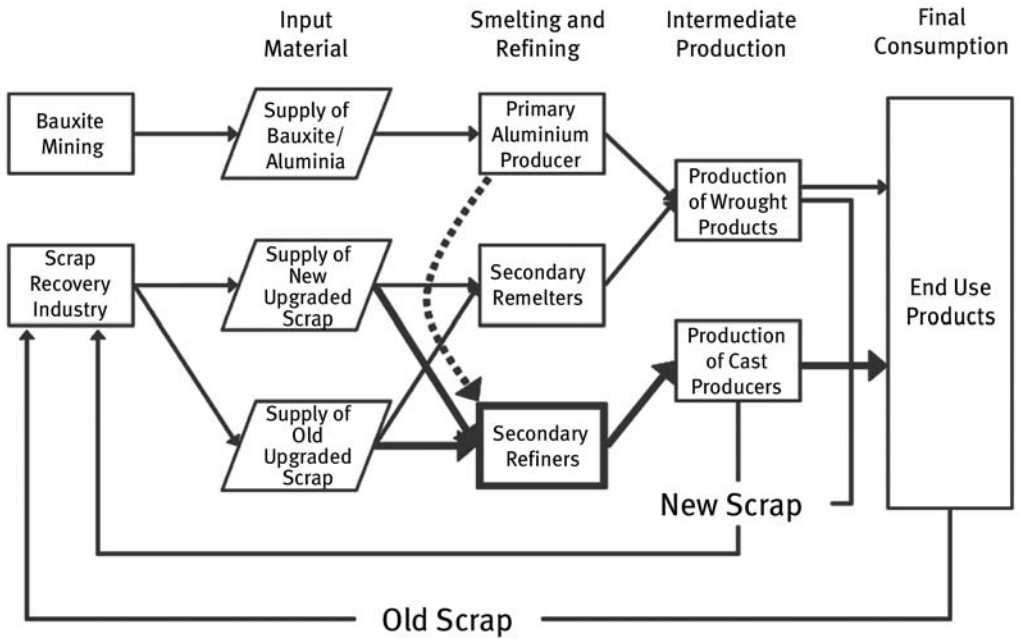 Input
Material
Smelting and
Refining
Intermediate
Production
Final
Consumption
Bauxite
Mining
Supply of
Bauxite/
Aluminia
Primary
Aluminium
Producer
Production
of Wrought
Products
Scrap
Recovery
Industry
Supply of
New
Upgraded
Scrap
Secondary
Remelters
End Use
Products
Production
of Cast
Producers
Supply of
Old
Upgraded
Scrap
Secondary
Refiners
New Scrap
Old Scrap